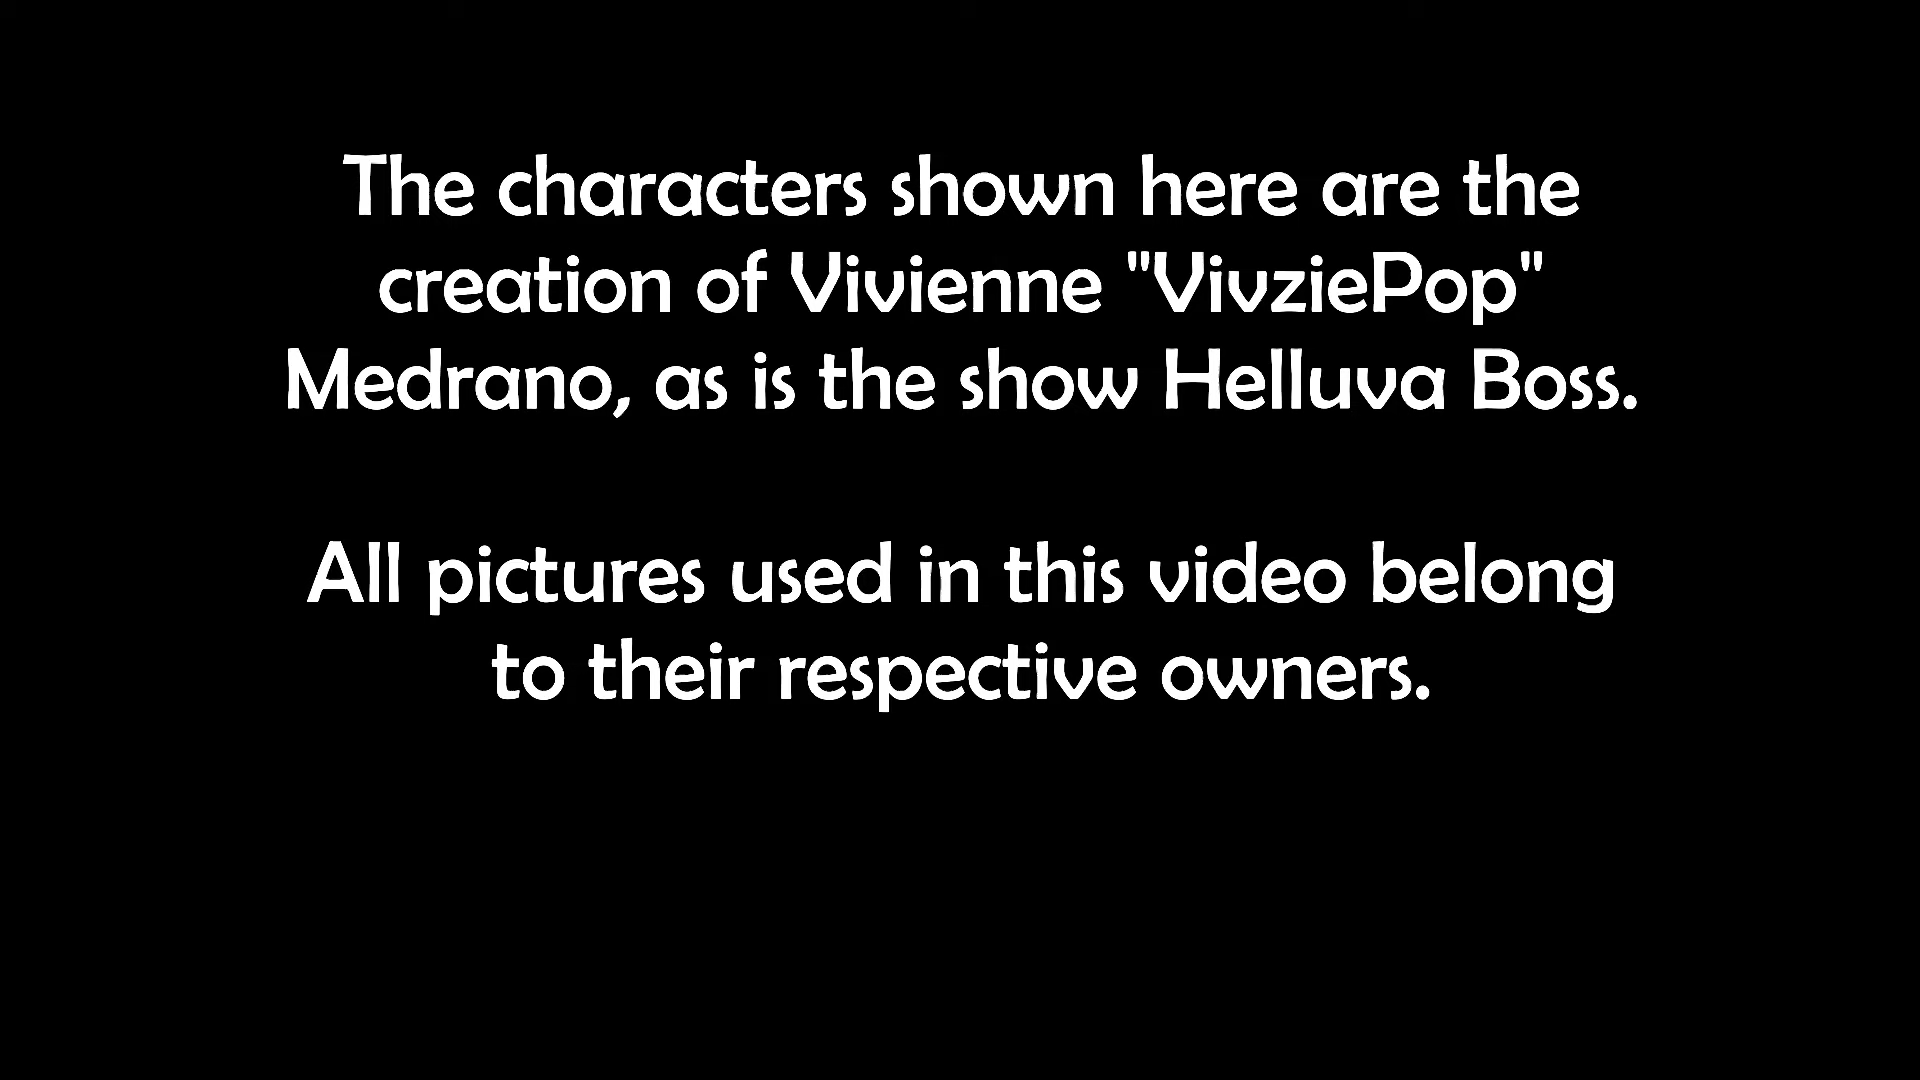 The characters shown here are the
creation of Vivienne "VivziePop"
Medrano, as is the show Helluva Boss.
All pictures used in this video belong
to their respective owners.